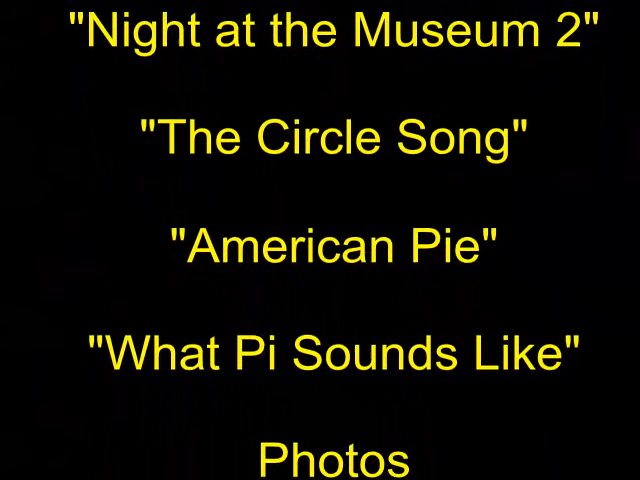 "Night at the Museum 2"
"The Circle Song"
"American Pie"
"What Pi Sounds Like"
Photos